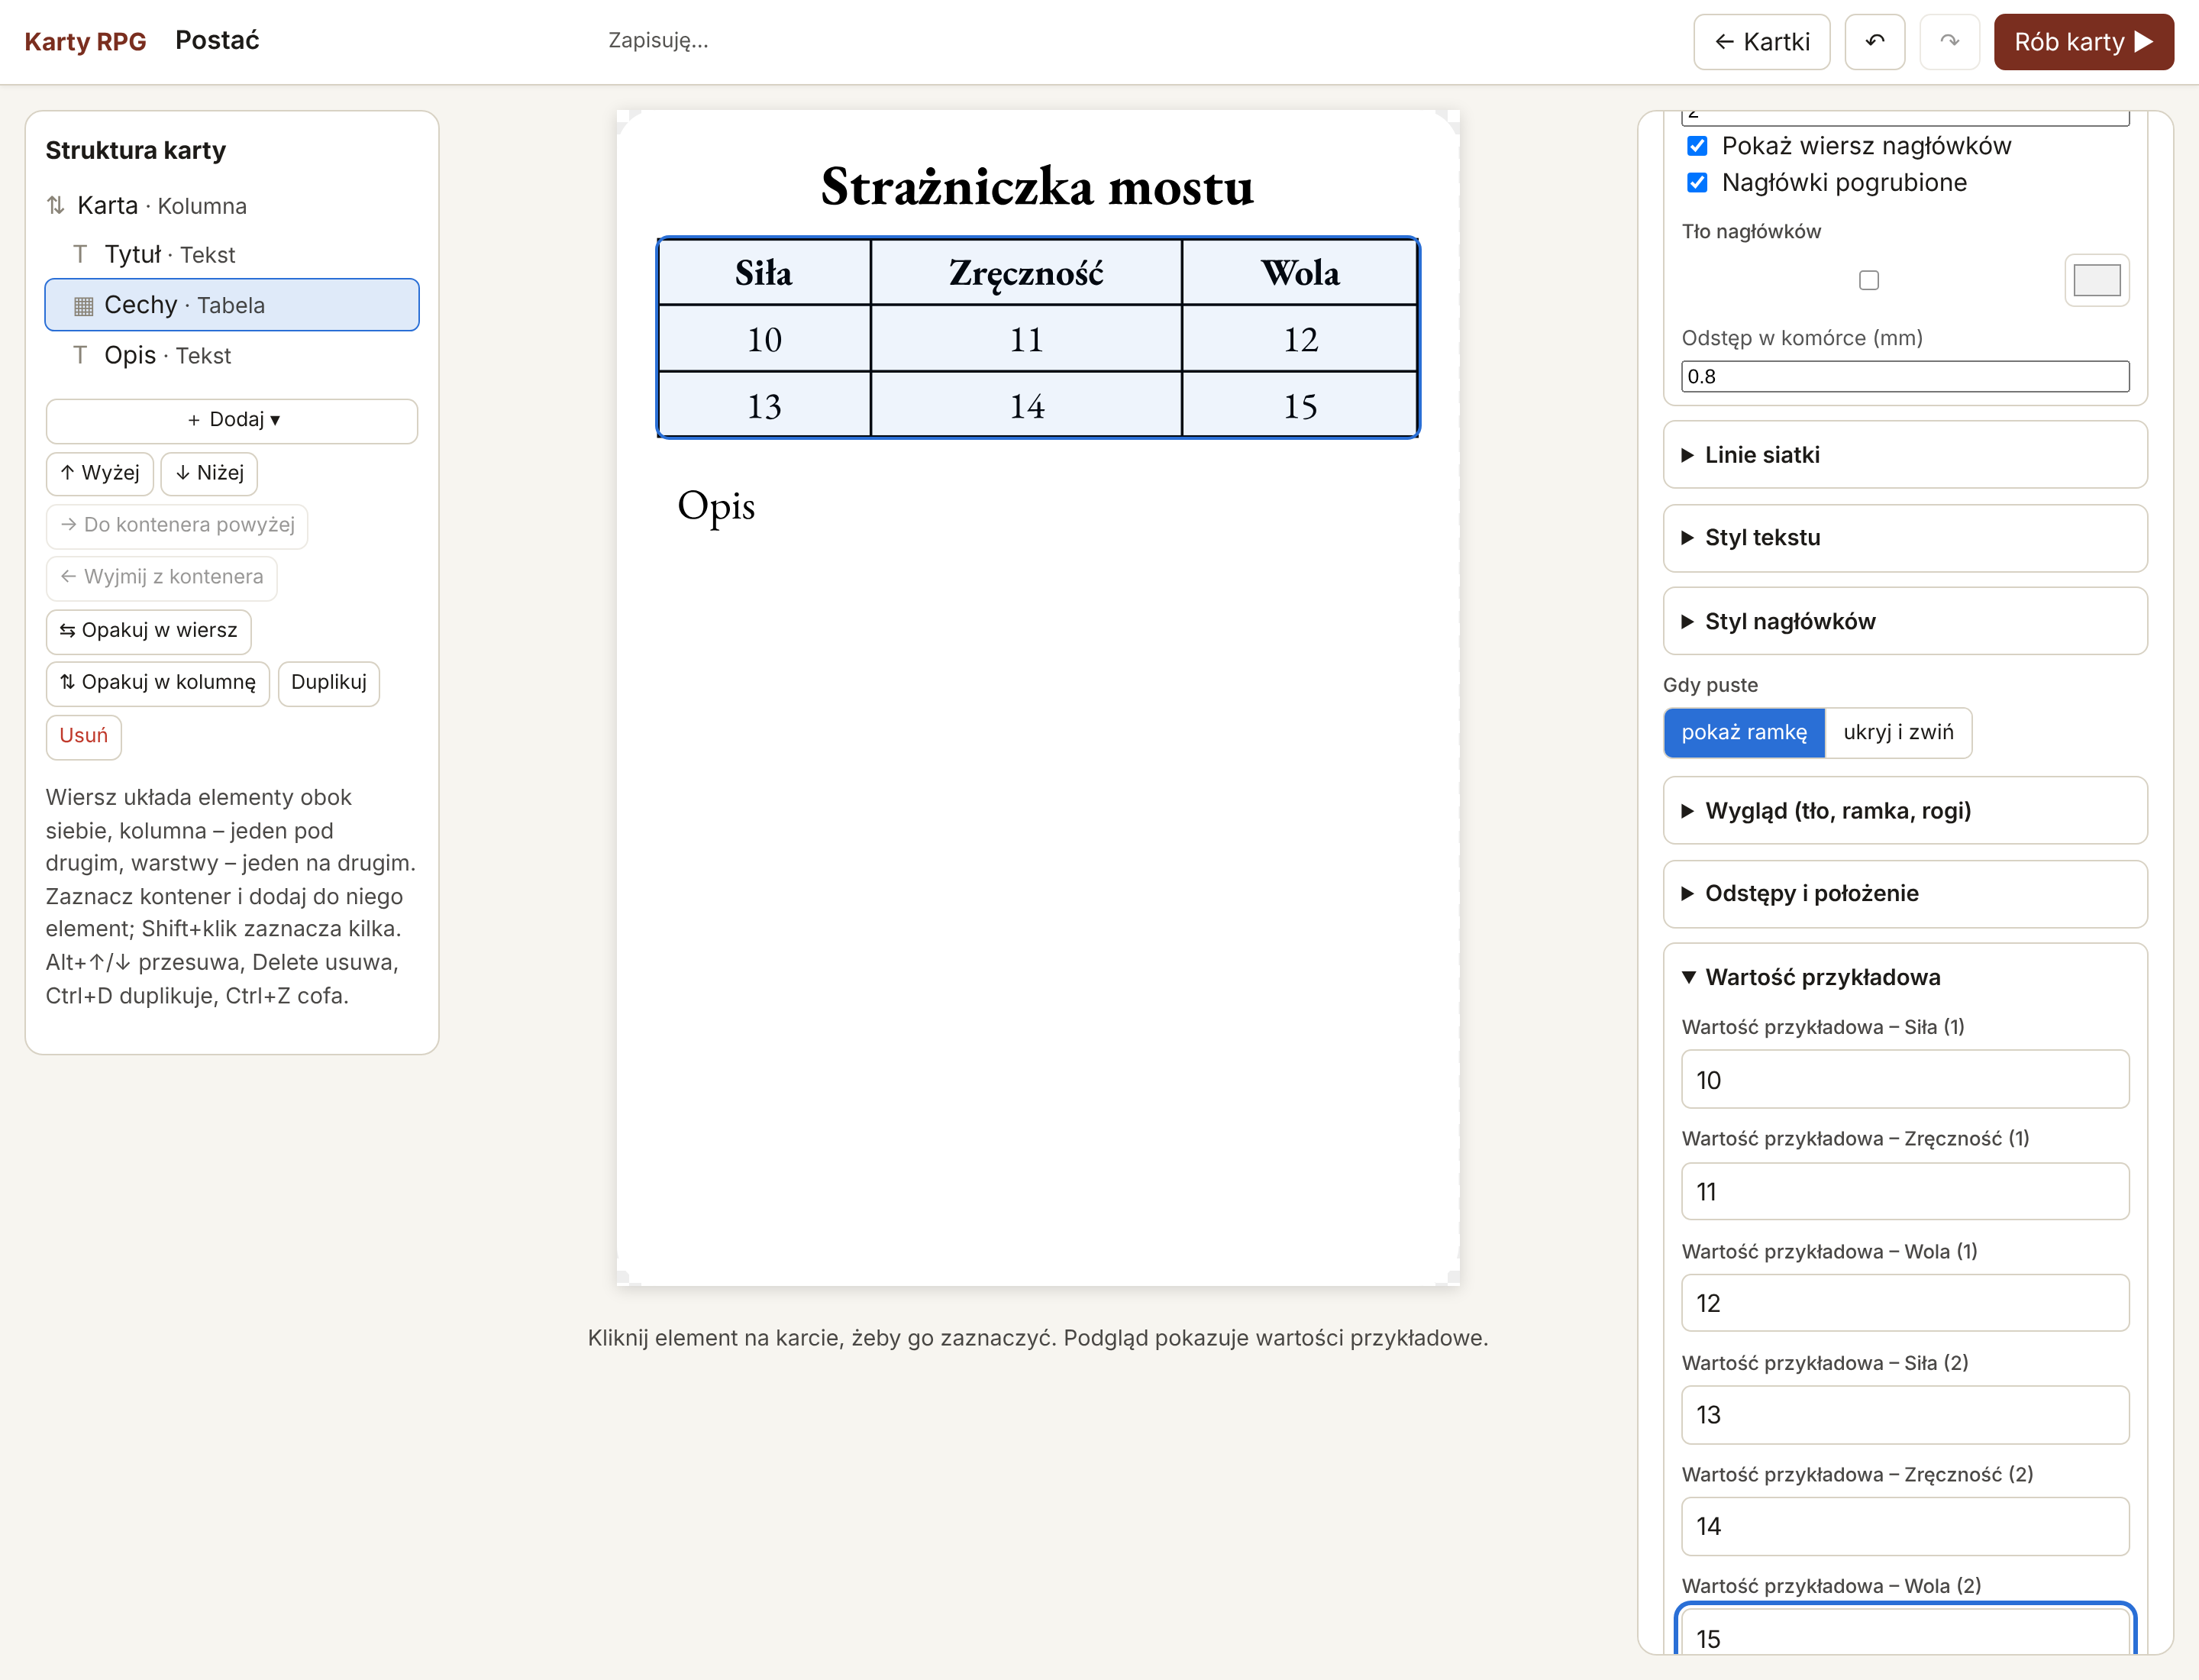 Karty RPG Postać
Zapisuję...
← Kartki
↶
↷
Rób karty ▶
Struktura karty
⇅ Karta · Kolumna
T Tytuł · Tekst
▦ Cechy · Tabela
T Opis · Tekst
+ Dodaj ▾
↑ Wyżej ↓ Niżej
→ Do kontenera powyżej
← Wyjmij z kontenera
⇆ Opakuj w wiersz
⇅ Opakuj w kolumnę Duplikuj
Usuń
Wiersz układa elementy obok
siebie, kolumna – jeden pod
drugim, warstwy – jeden na drugim.
Zaznacz kontener i dodaj do niego
element; Shift+klik zaznacza kilka.
Alt+↑/↓ przesuwa, Delete usuwa,
Ctrl+D duplikuje, Ctrl+Z cofa.
Strażniczka mostu
Siła Zręczność Wola
10 11 12
13 14 15
Opis
Kliknij element na karcie, żeby go zaznaczyć. Podgląd pokazuje wartości przykładowe.
Pokaż wiersz nagłówków
Nagłówki pogrubione
Tło nagłówków
Odstęp w komórce (mm)
0.8
▶ Linie siatki
▶ Styl tekstu
▶ Styl nagłówków
Gdy puste
pokaż ramkę ukryj i zwiń
▶ Wygląd (tło, ramka, rogi)
▶ Odstępy i położenie
▼ Wartość przykładowa
Wartość przykładowa – Siła (1)
10
Wartość przykładowa – Zręczność (1)
11
Wartość przykładowa – Wola (1)
12
Wartość przykładowa – Siła (2)
13
Wartość przykładowa – Zręczność (2)
14
Wartość przykładowa – Wola (2)
15